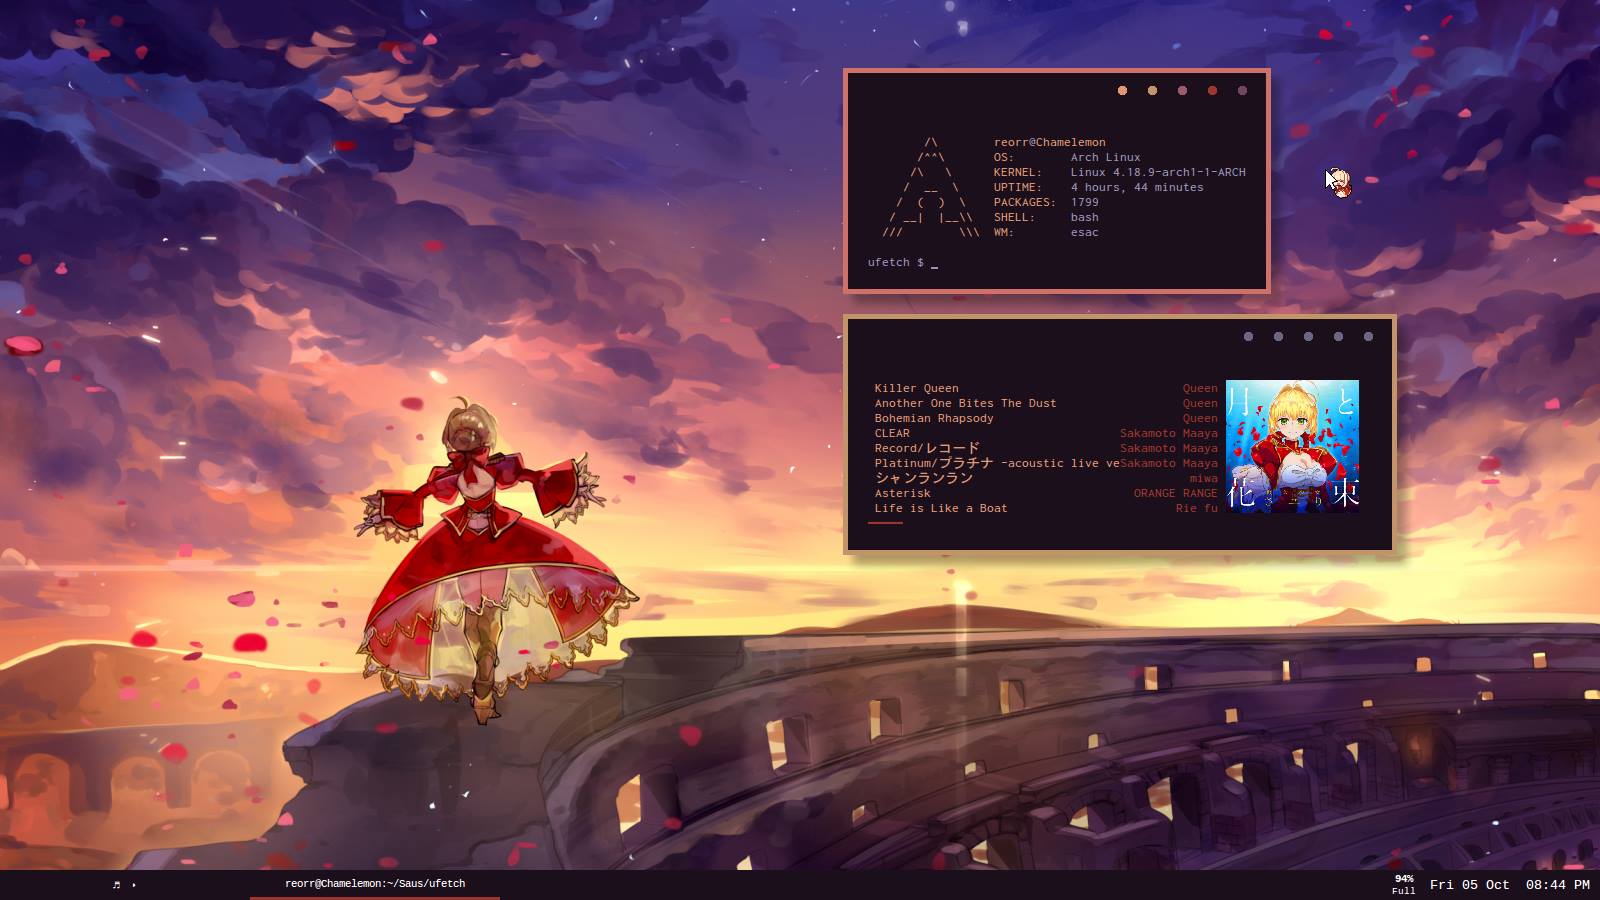 reorr@Chamelemon
OS: Arch Linux
KERNEL: Linux 4.18.9-arch1-1-ARCH
UPTIME: 4 hours, 44 minutes
PACKAGES: 1799
SHELL: bash
WM: esac
ufetch $ _
Killer Queen Queen
Another One Bites The Dust Queen
Bohemian Rhapsody Queen
CLEAR Sakamoto Maaya
Record/レコード Sakamoto Maaya
Platinum/プラチナ -acoustic live ve Sakamoto Maaya
シャンランラン miwa
Asterisk ORANGE RANGE
Life is Like a Boat Rie fu
月と
花束
reorr@Chamelemon:~/Saus/ufetch
94%
Full
Fri 05 Oct 08:44 PM